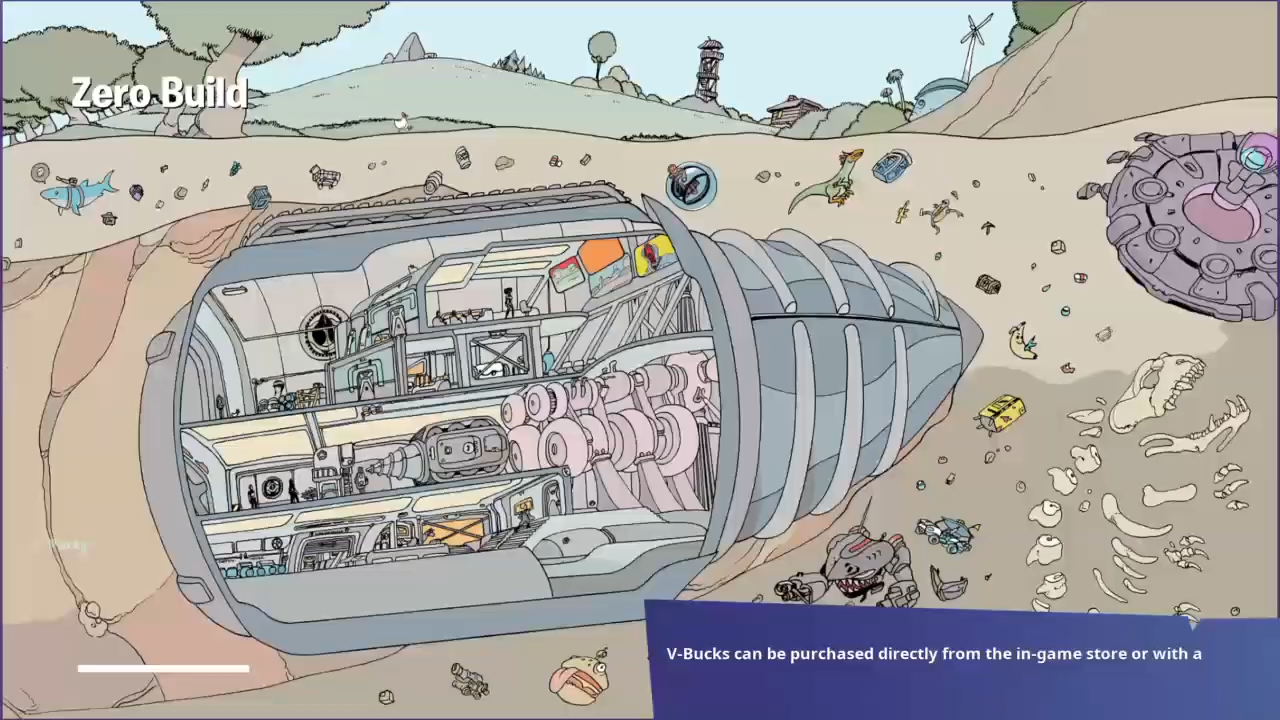 Zero Build
V-Bucks can be purchased directly from the in-game store or with a